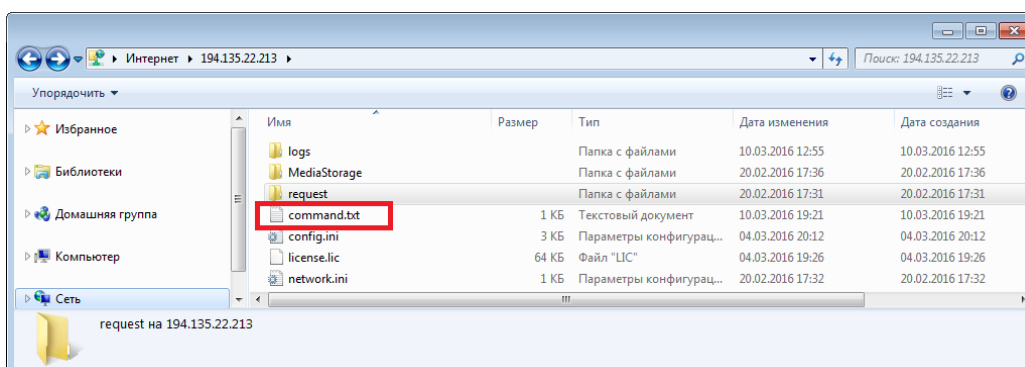 Интернет 194.135.22.213
Поиск: 194.135.22.213
Упорядочить
Имя Размер Тип Дата изменения Дата создания
Избранное
Библиотеки
Домашняя группа
Компьютер
Сеть
logs Папка с файлами 10.03.2016 12:55 10.03.2016 12:55
MediaStorage Папка с файлами 20.02.2016 17:36 20.02.2016 17:36
request Папка с файлами 20.02.2016 17:31 20.02.2016 17:31
command.txt 1 КБ Текстовый документ 10.03.2016 19:21 10.03.2016 19:21
config.ini 3 КБ Параметры конфигурац... 04.03.2016 20:12 04.03.2016 20:12
license.lic 64 КБ Файл "LIC" 04.03.2016 19:26 04.03.2016 19:26
network.ini 1 КБ Параметры конфигурац... 20.02.2016 17:32 20.02.2016 17:32
request на 194.135.22.213